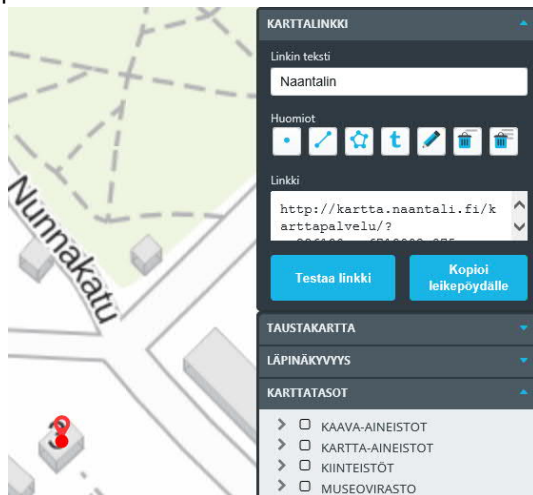 KARTTALINKKI
Linkin teksti
Naantalin
Huomiot
t
Linkki
http://kartta.naantali.fi/k
arttapalvelu/?
Testaa linkki
Kopioi
leikepöydälle
Nunnakatu
3
TAUSTAKARTTA
LÄPINÄKYVYYS
KARTTATASOT
KAAVA-AINEISTOT
KARTTA-AINEISTOT
KIINTEISTÖT
MUSEOVIRASTO